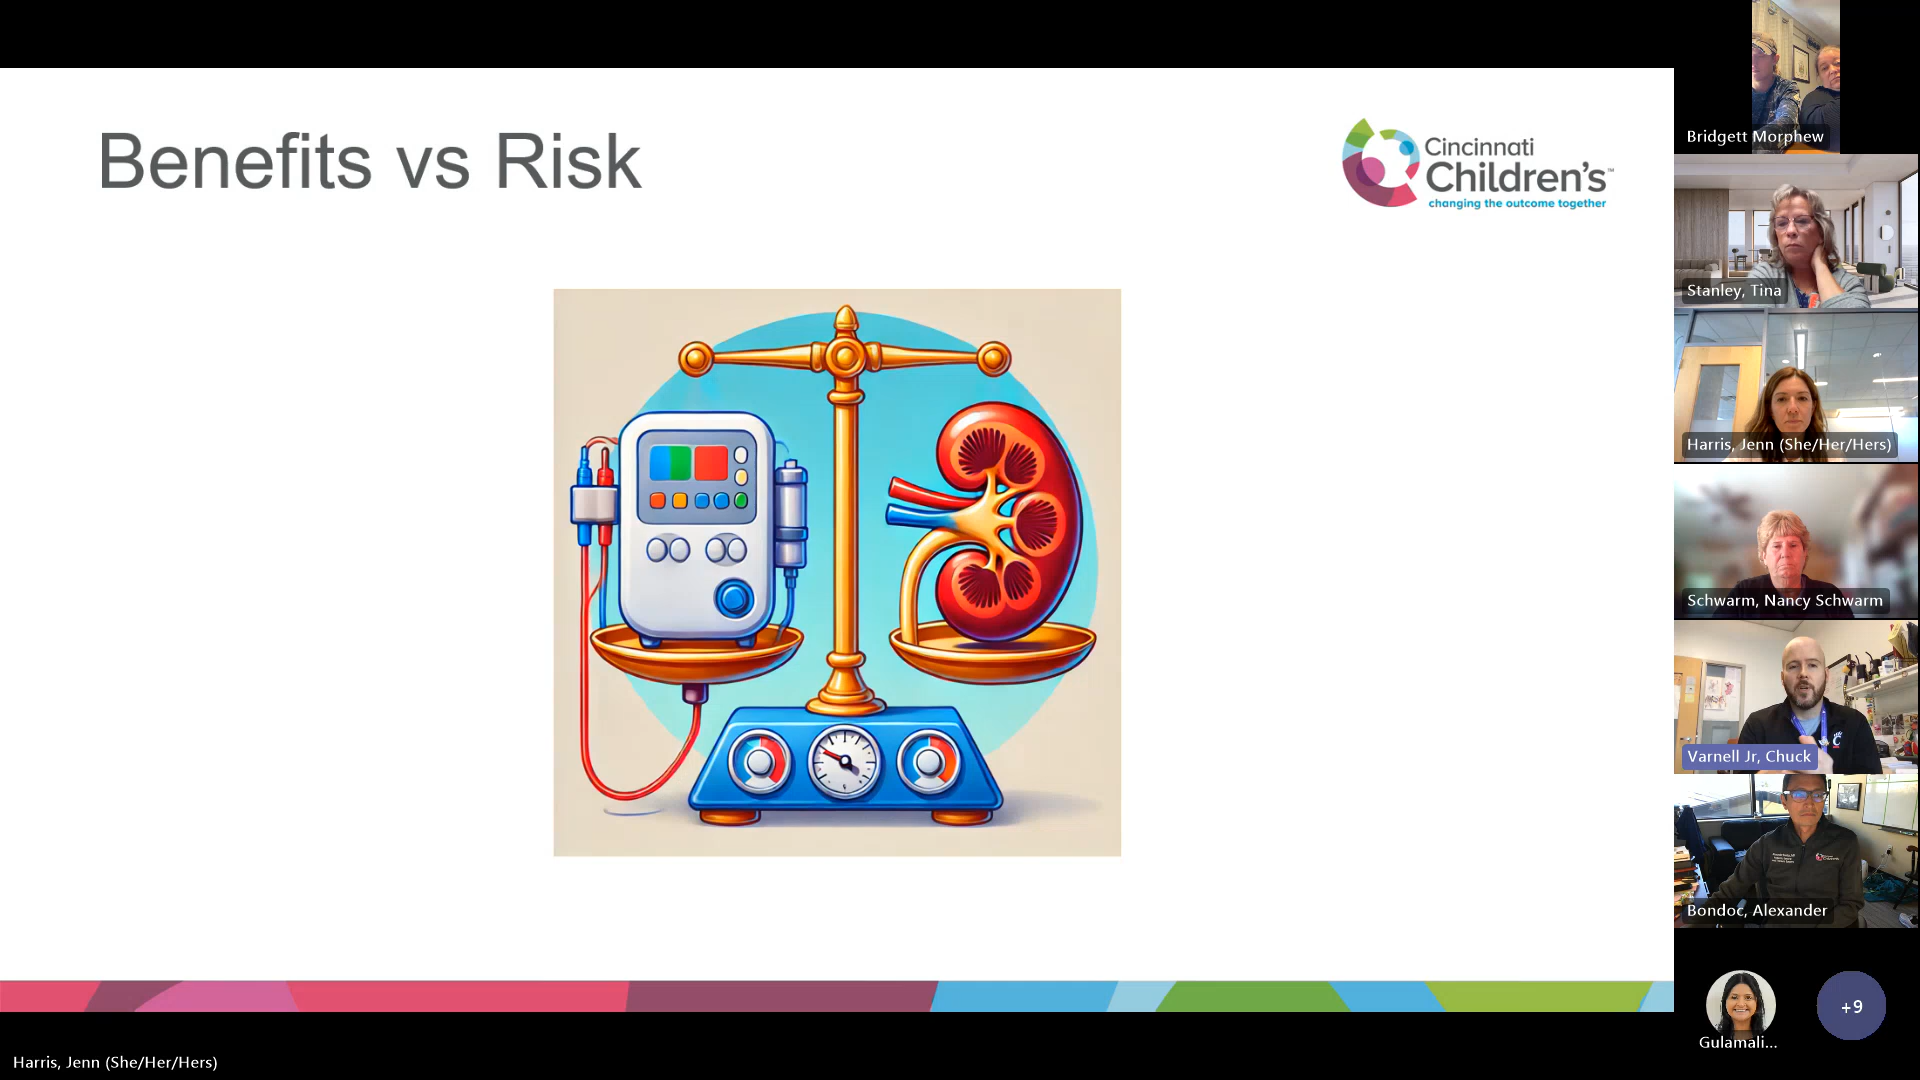 Benefits vs Risk
Cincinnati
Children's™
changing the outcome together
Bridgett Morphew
Stanley, Tina
Harris, Jenn (She/Her/Hers)
Schwarm, Nancy Schwarm
Varnell Jr, Chuck
Bondoc, Alexander
Gulamali...
+9
Harris, Jenn (She/Her/Hers)